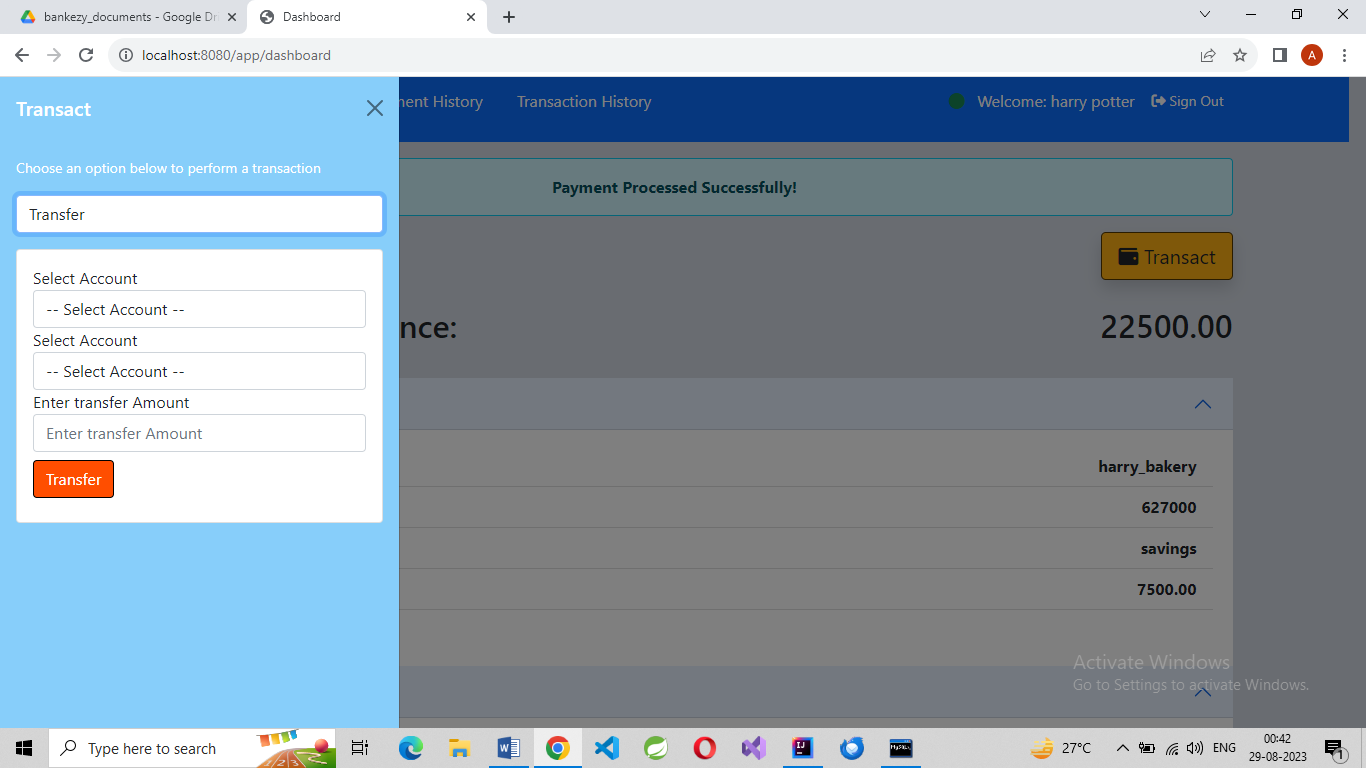 bankezy_documents - Google Dr
Dashboard
localhost:8080/app/dashboard
A
Transact
ment History
Transaction History
Welcome: harry potter
Sign Out
Choose an option below to perform a transaction
Payment Processed Successfully!
Transfer
Transact
Select Account
-- Select Account --
nce:
22500.00
Select Account
-- Select Account --
Enter transfer Amount
Enter transfer Amount
harry_bakery
Transfer
627000
savings
7500.00
Activate Windows
Go to Settings to activate Windows.
Type here to search
27°C
ENG
00:42
29-08-2023
1